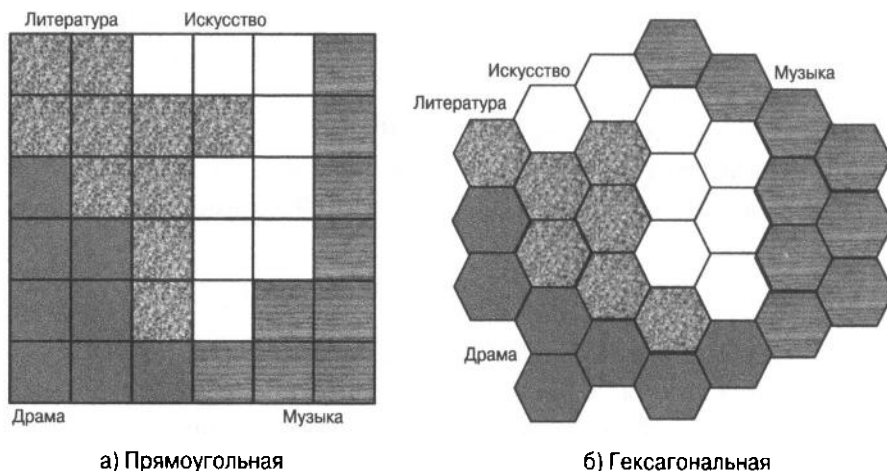 Литература
Искусство
Драма
Музыка
а) Прямоугольная
Искусство
Музыка
Литература
Драма
б) Гексагональная